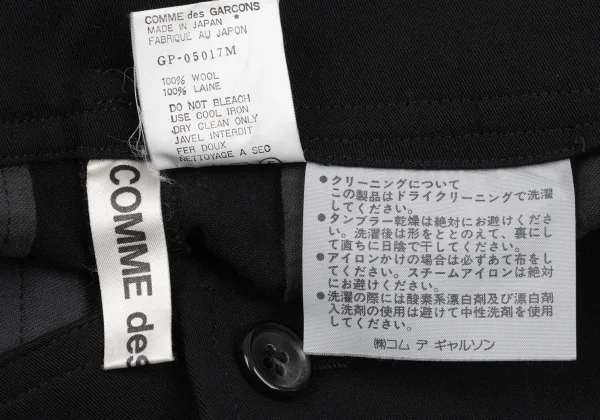 COMME des GARCONS
MADE IN JAPAN *
FABRIQUE AU JAPON
GP-05017M
100% WOOL
100% LAINE
DO NOT BLEACH
USE COOL IRON
DRY CLEAN ONLY
JAVEL INTERDIT
FER DOUX
NETTOYAGE A SEC
COMME des
●クリーニングについて
この製品はドライクリーニングで洗濯
してください。
●タンブラー乾燥は絶対にお避けくださ
い。洗濯後は形をととのえて、裏にし
て直ちに日陰で干してください。
●アイロンかけの場合は必ずあて布をし
てください。スチームアイロンは絶対
にお避けください。
●洗濯の際には酸素系漂白剤及び漂白剤
入洗剤の使用は避けて中性洗剤を使用
してください。
㈱コム デ ギャルソン